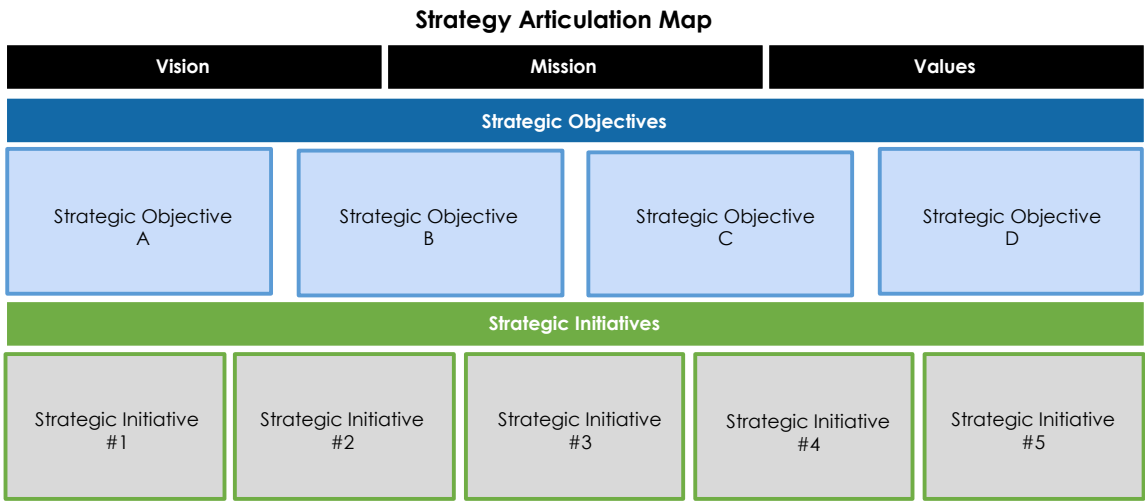 Strategy Articulation Map
Vision
Mission
Values
Strategic Objectives
Strategic Objective
A
Strategic Objective
B
Strategic Objective
C
Strategic Objective
D
Strategic Initiatives
Strategic Initiative
#1
Strategic Initiative
#2
Strategic Initiative
#3
Strategic Initiative
#4
Strategic Initiative
#5